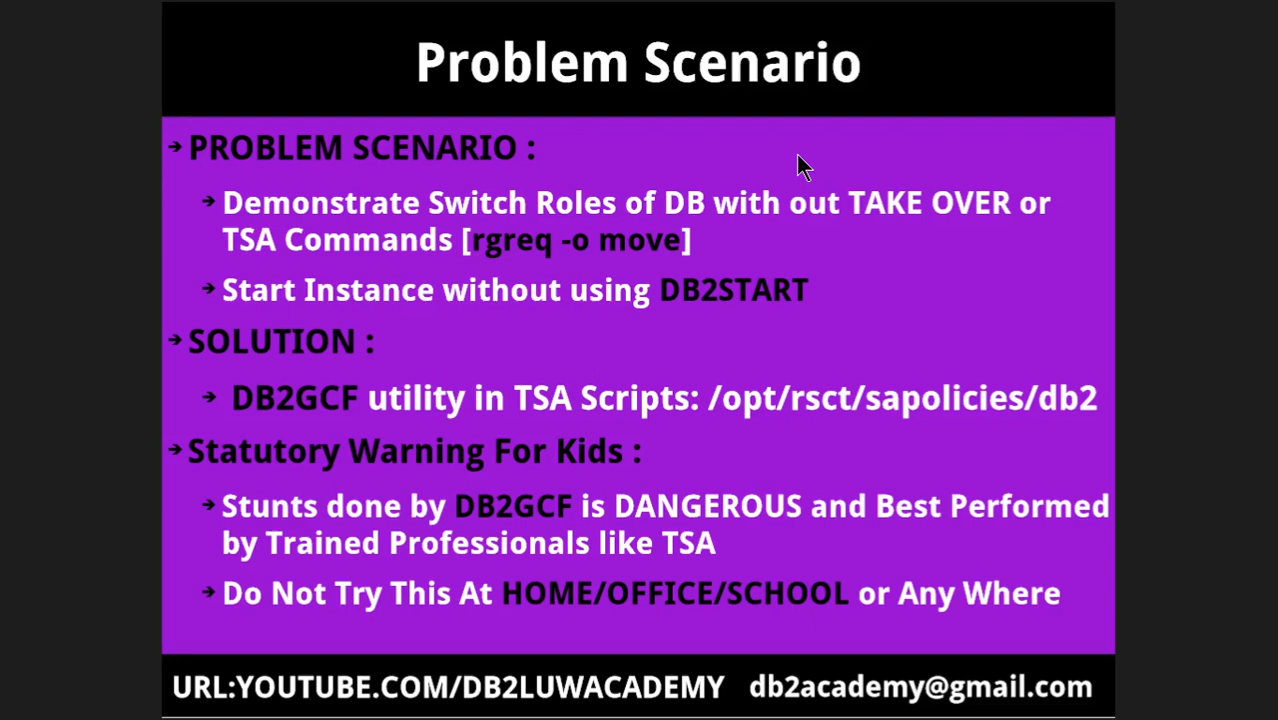 Problem Scenario
PROBLEM SCENARIO :
Demonstrate Switch Roles of DB with out TAKE OVER or
TSA Commands [rgreq -o move]
Start Instance without using DB2START
SOLUTION :
DB2GCF utility in TSA Scripts: /opt/rsct/sapolicies/db2
Statutory Warning For Kids :
Stunts done by DB2GCF is DANGEROUS and Best Performed
by Trained Professionals like TSA
Do Not Try This At HOME/OFFICE/SCHOOL or Any Where
URL:YOUTUBE.COM/DB2LUWACADEMY db2academy@gmail.com